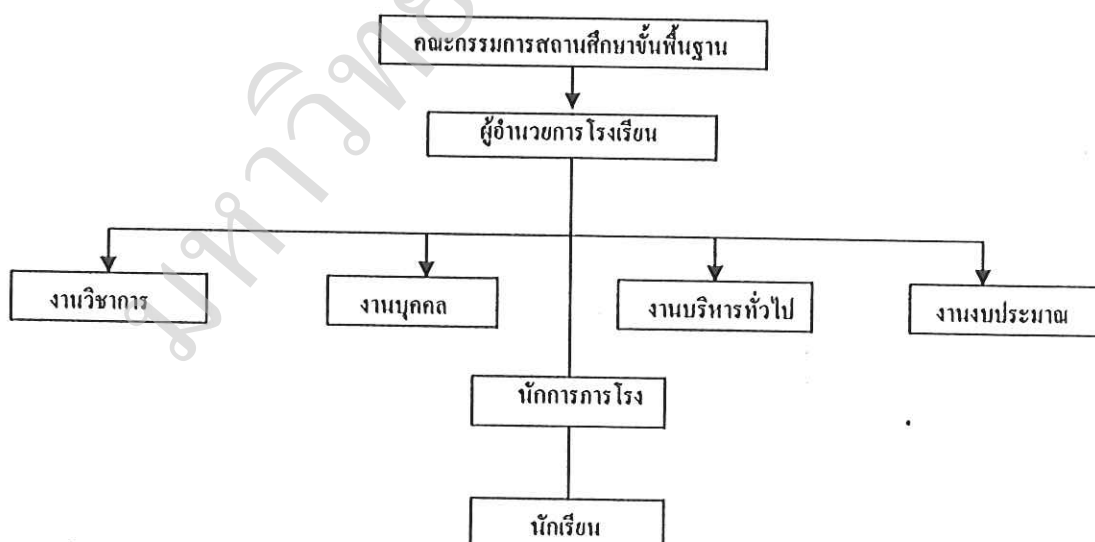 คณะกรรมการสถานศึกษาขั้นพื้นฐาน
ผู้อำนวยการโรงเรียน
งานวิชาการ
งานบุคคล
งานบริหารทั่วไป
งานงบประมาณ
นักการการโรง
นักเรียน